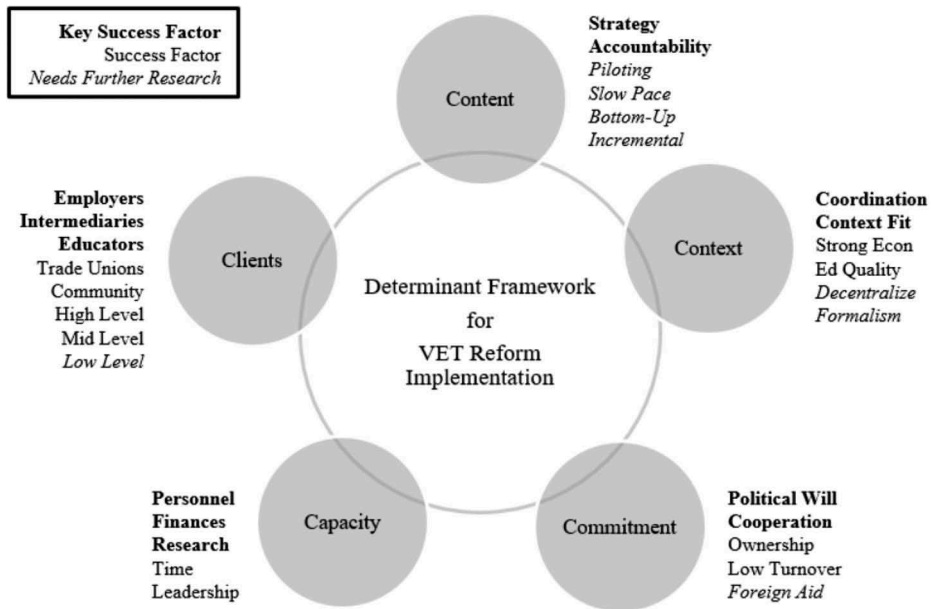 Key Success Factor
Success Factor
Needs Further Research
Content
Strategy
Accountability
Piloting
Slow Pace
Bottom-Up
Incremental
Employers
Intermediaries
Educators
Trade Unions
Community
High Level
Mid Level
Low Level
Clients
Context
Coordination
Context Fit
Strong Econ
Ed Quality
Decentralize
Formalism
Determinant Framework
for
VET Reform
Implementation
Personnel
Finances
Research
Time
Leadership
Capacity
Commitment
Political Will
Cooperation
Ownership
Low Turnover
Foreign Aid